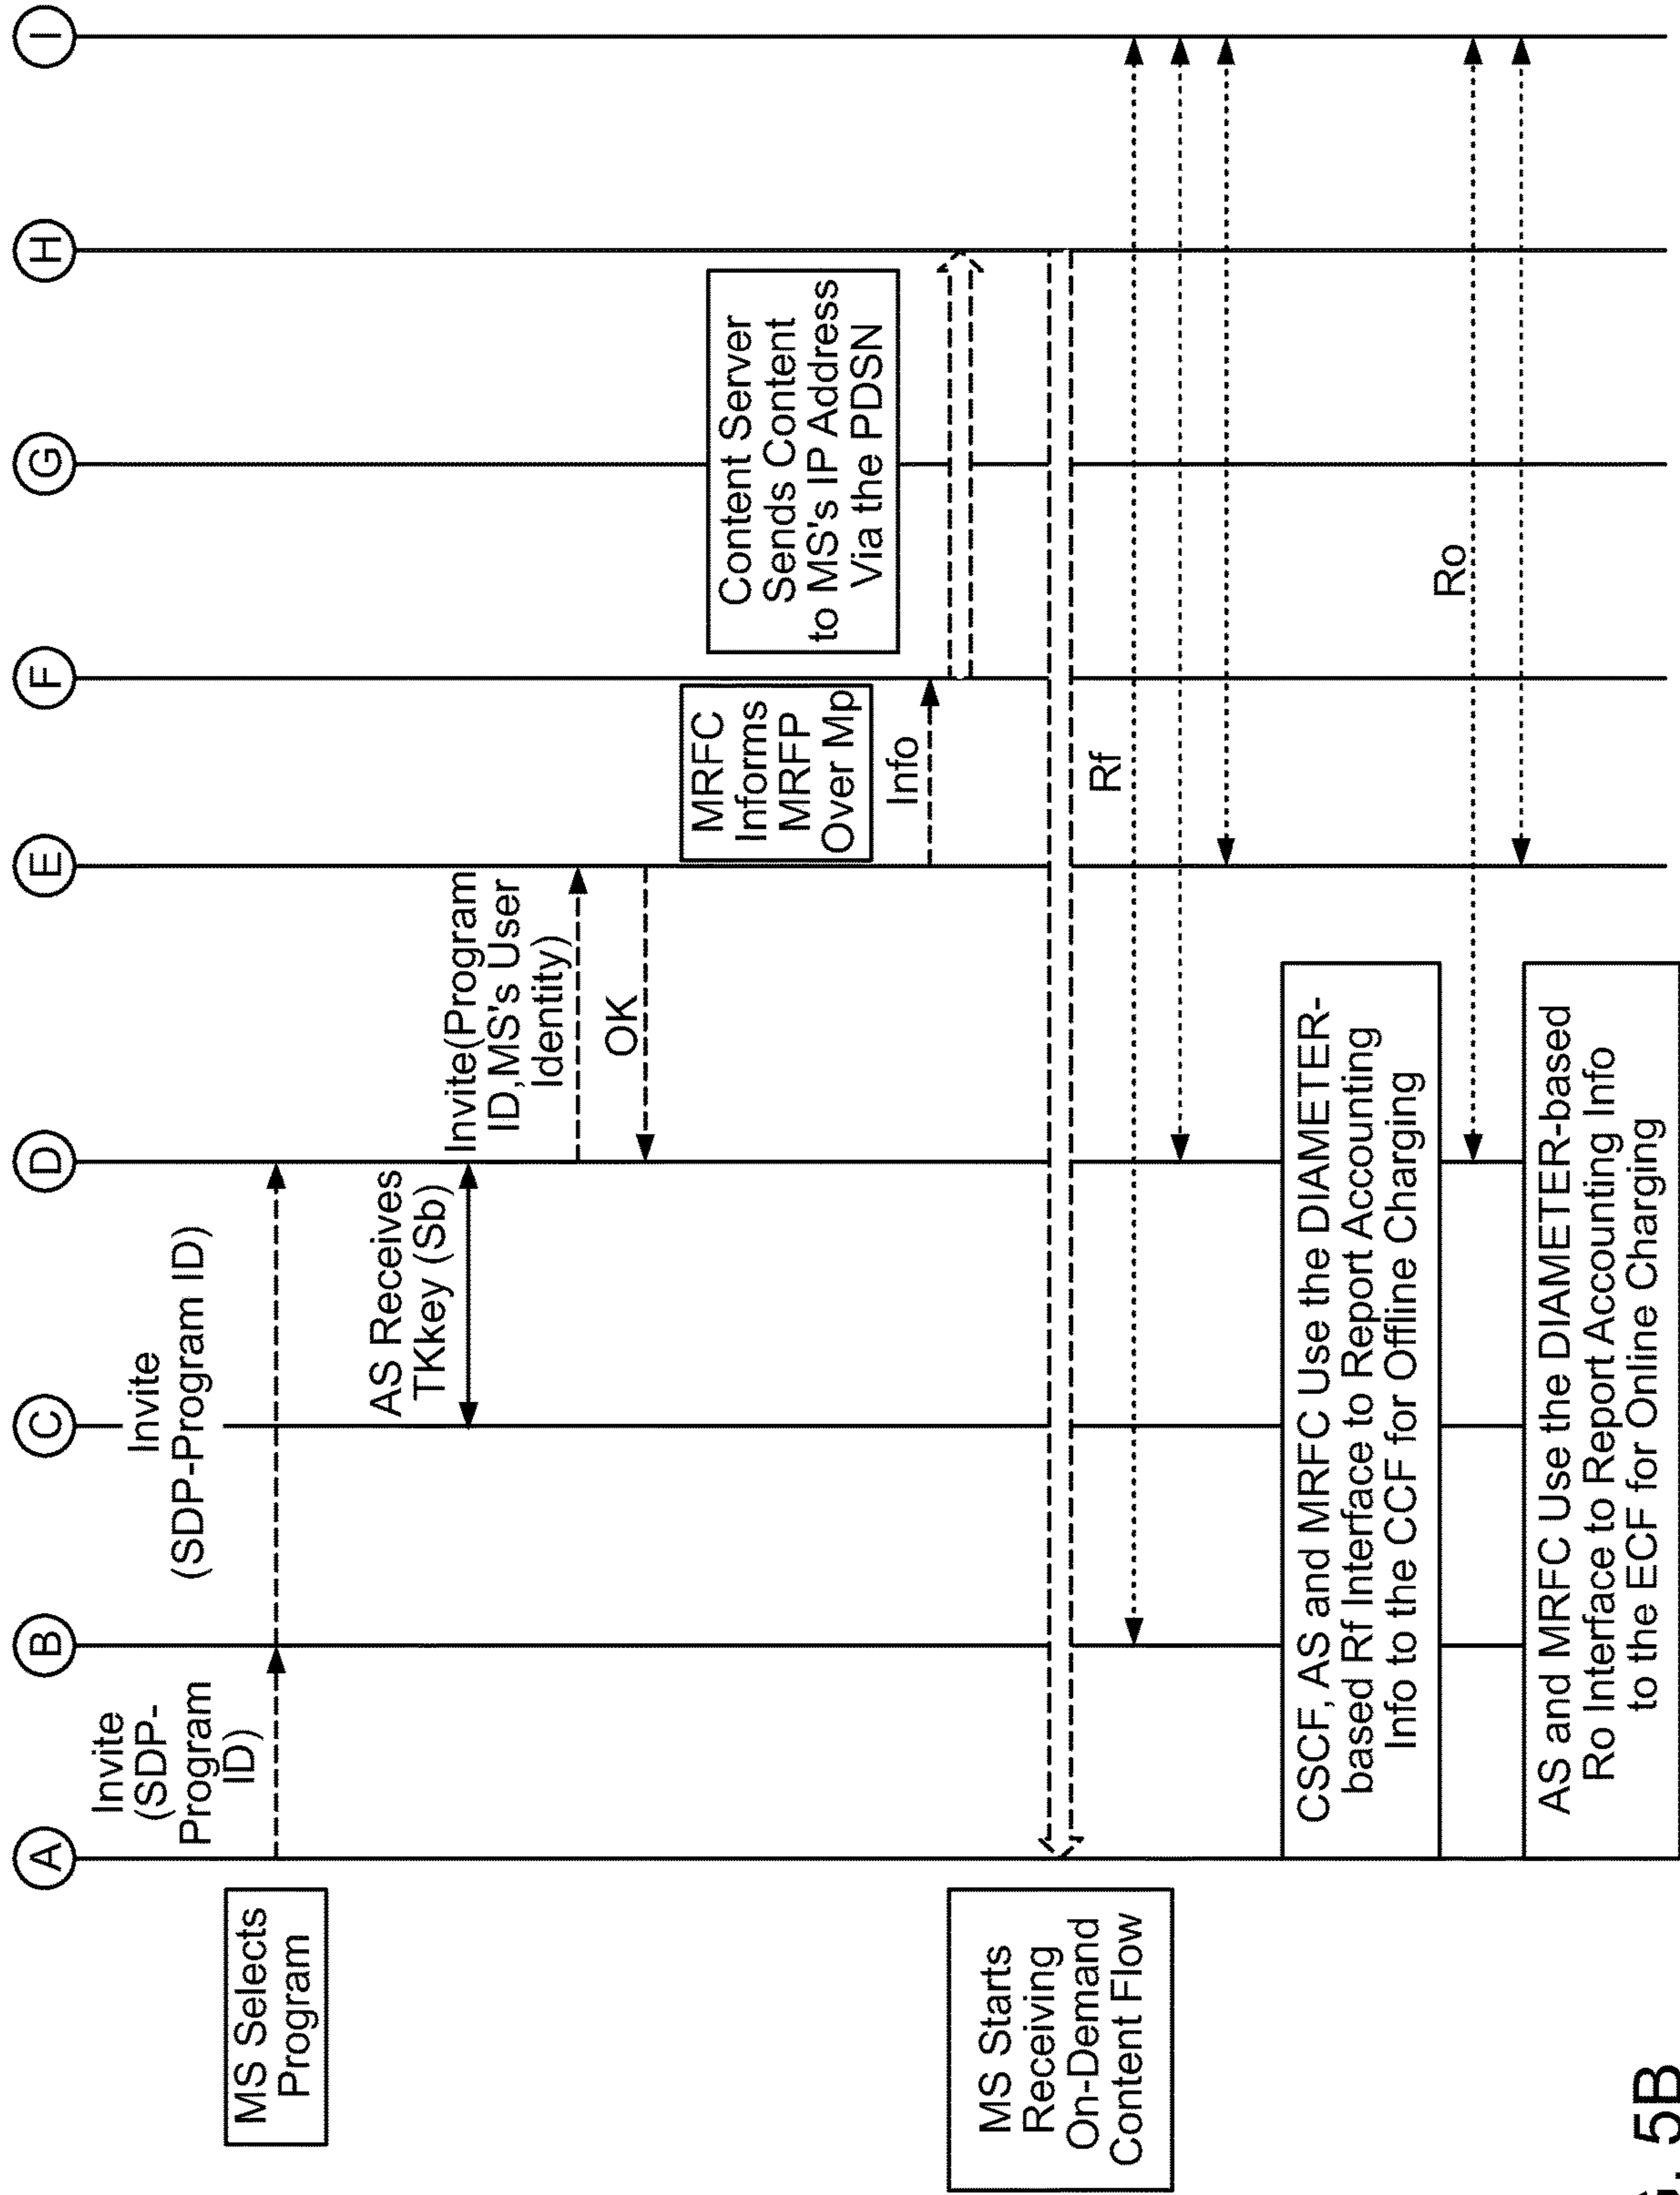 A
B
C
D
E
F
G
H
I
MS Selects
Program
Invite
(SDP-
Program
ID)
Invite
(SDP-Program ID)
AS Receives
TKkey (Sb)
Invite(Program
ID,MS's User
Identity)
OK
MRFC
Informs
MRFP
Over Mp
Info
Content Server
Sends Content
to MS's IP Address
Via the PDSN
MS Starts
Receiving
On-Demand
Content Flow
Rf
CSCF, AS and MRFC Use the DIAMETER-
based Rf Interface to Report Accounting
Info to the CCF for Offline Charging
Ro
AS and MRFC Use the DIAMETER-based
Ro Interface to Report Accounting Info
to the ECF for Online Charging
5B